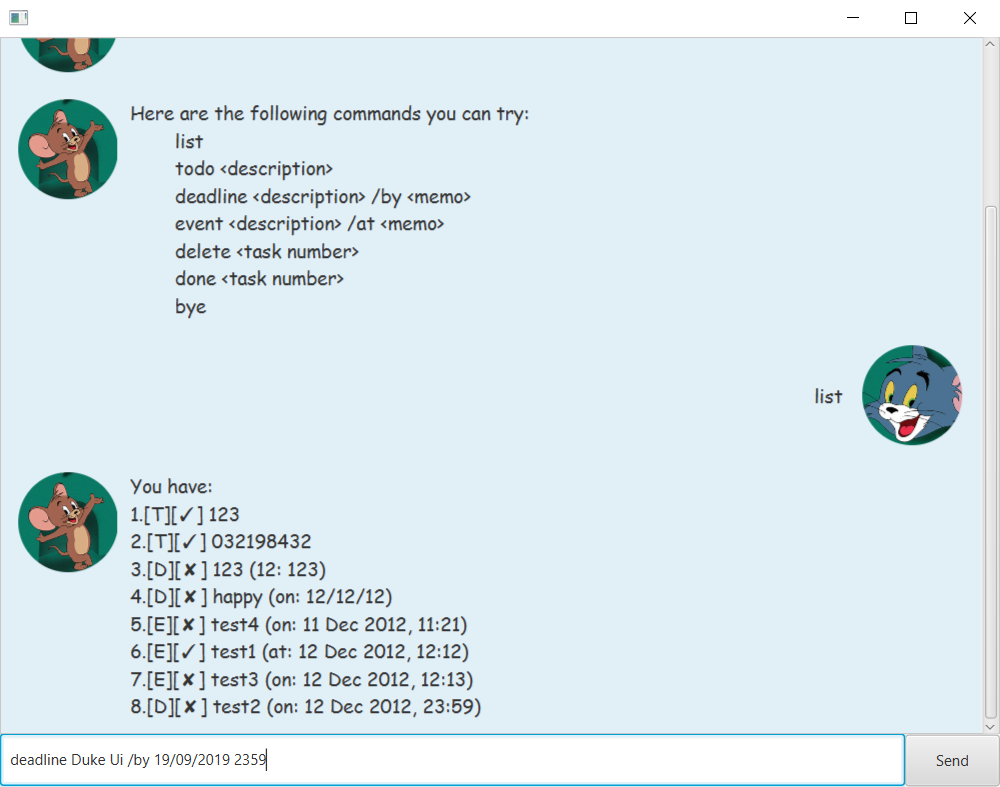 Here are the following commands you can try:
list
todo <description>
deadline <description> /by <memo>
event <description> /at <memo>
delete <task number>
done <task number>
bye
list
You have:
1.[T][✓] 123
2.[T][✓] 032198432
3.[D][✘] 123 (12: 123)
4.[D][✘] happy (on: 12/12/12)
5.[E][✘] test4 (on: 11 Dec 2012, 11:21)
6.[E][✓] test1 (at: 12 Dec 2012, 12:12)
7.[E][✘] test3 (on: 12 Dec 2012, 12:13)
8.[D][✘] test2 (on: 12 Dec 2012, 23:59)
deadline Duke Ui /by 19/09/2019 2359
Send